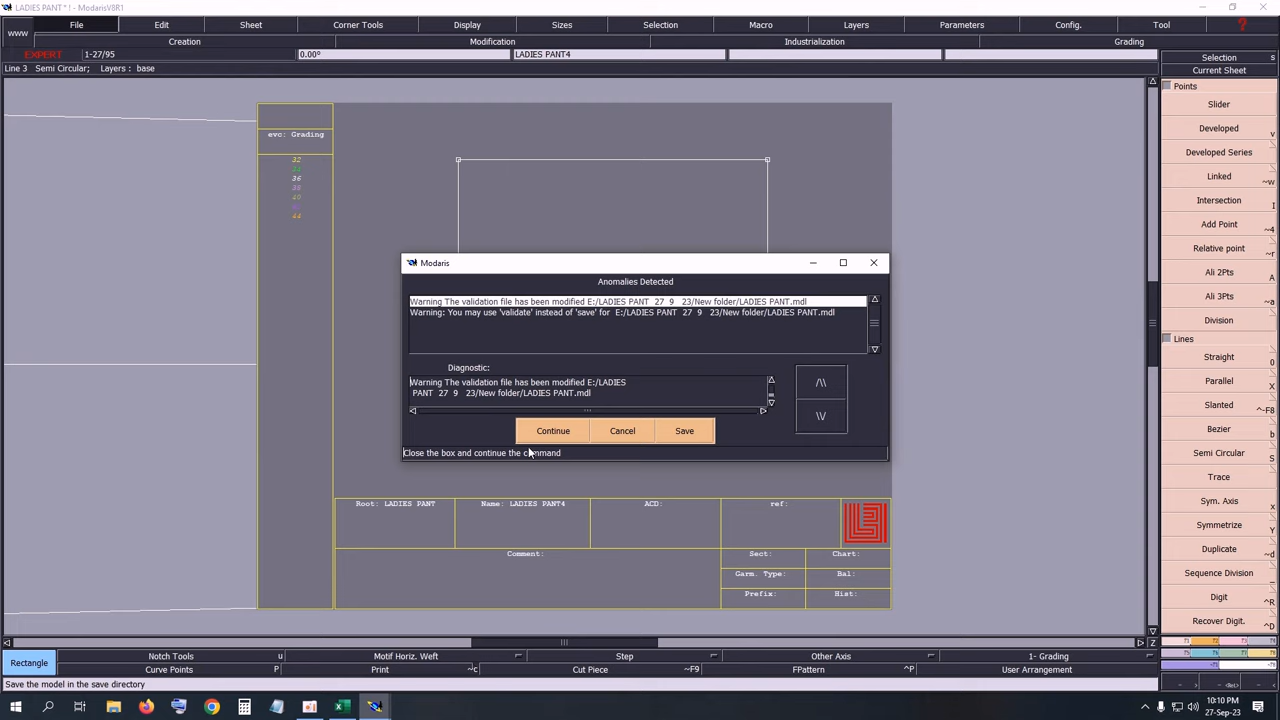 LADIES PANT * ! - ModarisV8R1
www
File Edit Sheet Corner Tools Display Sizes Selection Macro Layers Parameters Config. Tool
Creation Modification Industrialization Grading
EXPERT 1-27/95 0.00º LADIES PANT4
Line 3 Semi Circular; Layers : base
Selection s
Current Sheet
Points
Slider
Developed v
Developed Series
Linked ~w
Intersection I
Add Point ~4
Relative point ~r
Ali 2Pts
Ali 3Pts ~a
Division
Lines
Straight
Parallel
Slanted ~-F8
Bezier
Semi Circular
Trace
Sym. Axis x
Symmetrize Y
Duplicate ~d
Sequence Division
Digit ^R
Recover Digit. ^D
evc: Grading
32
36
38
40
44
Modaris
Anomalies Detected
Warning The validation file has been modified E:/LADIES PANT 27 9 23/New folder/LADIES PANT.mdl
Warning: You may use 'validate' instead of 'save' for E:/LADIES PANT 27 9 23/New folder/LADIES PANT.mdl
Diagnostic:
Warning The validation file has been modified E:/LADIES
PANT 27 9 23/New folder/LADIES PANT.mdl
/\\
\\/
Continue Cancel Save
Close the box and continue the command
Root: LADIES PANT Name: LADIES PANT4 ACD: ref:
Comment: Sect: Chart:
Garm. Type: Bal:
Prefix: Hist:
Z
Rectangle
Notch Tools u Motif Horiz. Weft Step Other Axis 1- Grading
Curve Points P Print ~c Cut Piece ~F9 FPattern ^P User Arrangement
Save the model in the save directory
10:10 PM
27-Sep-23